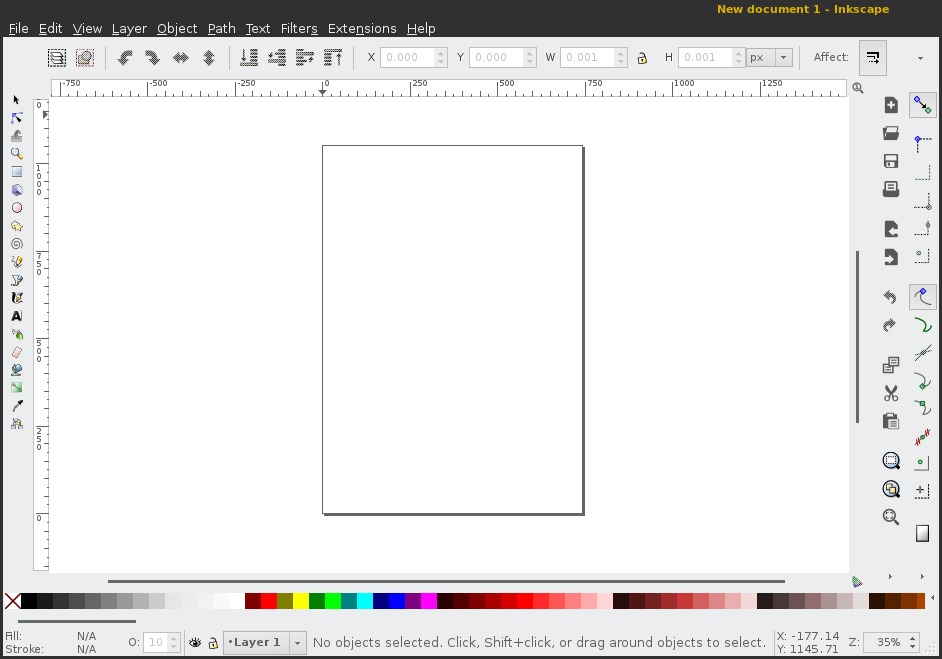 New document 1 - Inkscape
File Edit View Layer Object Path Text Filters Extensions Help
X 0.000 Y 0.000 W 0.001 H 0.001 px Affect:
-750 -500 -250 0 250 500 750 1000 1250
0
1000
750
500
250
0
A
Fill: N/A
Stroke: N/A
O: 10
•Layer 1
No objects selected. Click, Shift+click, or drag around objects to select.
X: -177.14
Y: 1145.71
Z: 35%